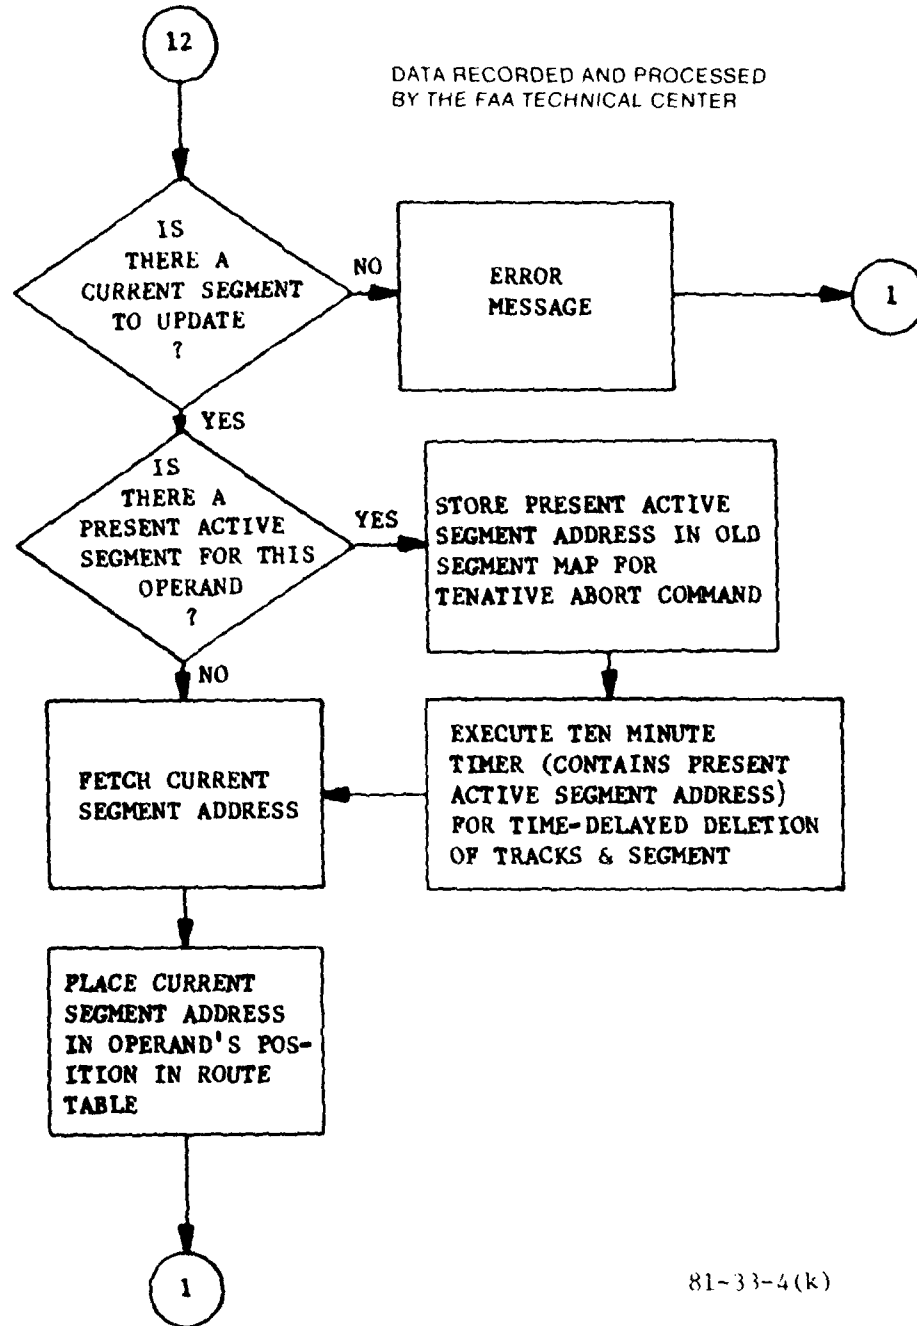 12
DATA RECORDED AND PROCESSED
BY THE FAA TECHNICAL CENTER
IS
THERE A
CURRENT SEGMENT
TO UPDATE
?
NO
ERROR
MESSAGE
1
YES
IS
THERE A
PRESENT ACTIVE
SEGMENT FOR THIS
OPERAND
?
YES
STORE PRESENT ACTIVE
SEGMENT ADDRESS IN OLD
SEGMENT MAP FOR
TENATIVE ABORT COMMAND
NO
FETCH CURRENT
SEGMENT ADDRESS
EXECUTE TEN MINUTE
TIMER (CONTAINS PRESENT
ACTIVE SEGMENT ADDRESS)
FOR TIME-DELAYED DELETION
OF TRACKS & SEGMENT
PLACE CURRENT
SEGMENT ADDRESS
IN OPERAND'S POS-
ITION IN ROUTE
TABLE
1
81-33-4(k)